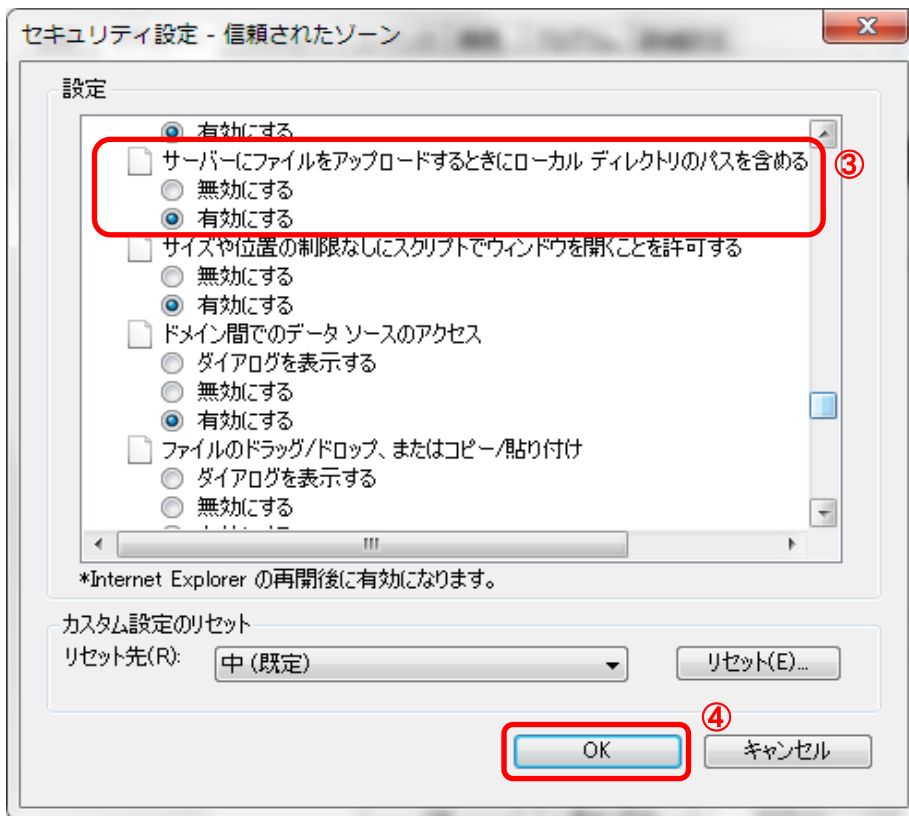 セキュリティ設定 - 信頼されたゾーン
設定
有効にする
サーバーにファイルをアップロードするときにローカル ディレクトリのパスを含める
③
無効にする
有効にする
サイズや位置の制限なしにスクリプトでウィンドウを開くことを許可する
無効にする
有効にする
ドメイン間でのデータ ソースのアクセス
ダイアログを表示する
無効にする
有効にする
ファイルのドラッグ/ドロップ、またはコピー/貼り付け
ダイアログを表示する
無効にする
*Internet Explorer の再開後に有効になります。
カスタム設定のリセット
リセット先(R):
中 (既定)
リセット(E)...
④
OK
キャンセル